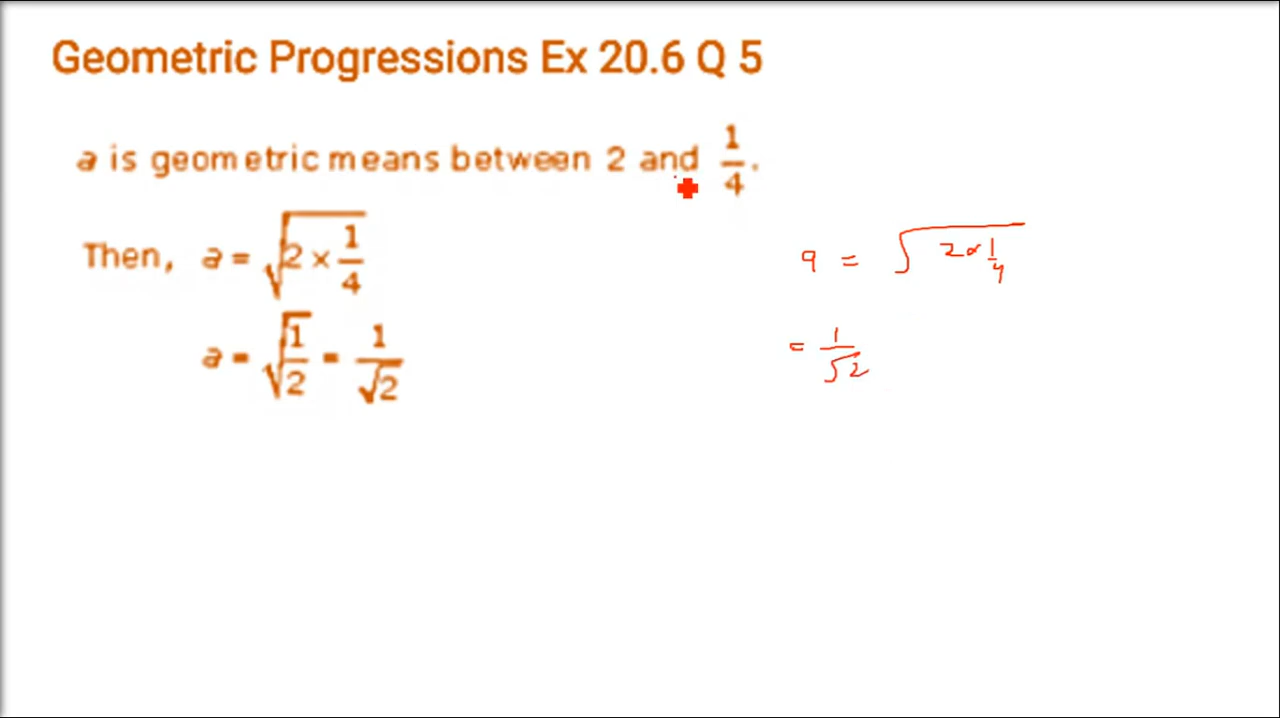 Geometric Progressions Ex 20.6 Q 5
a is geometric means between 2 and 1/4.
Then, a = √(2 × 1/4)
a = √(1/2) = 1/√2
a = √(2 × 1/4)
= 1/√2